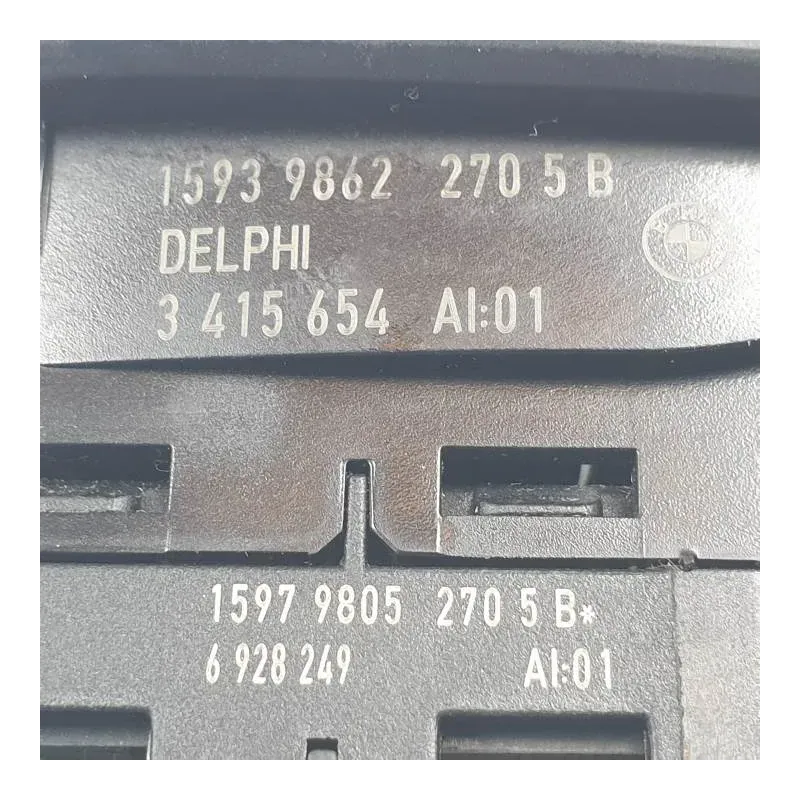 1593 9862 270 5 B
DELPHI
3 415 654 AI:01
1597 9805 270 5 B*
6 928 249 AI:01